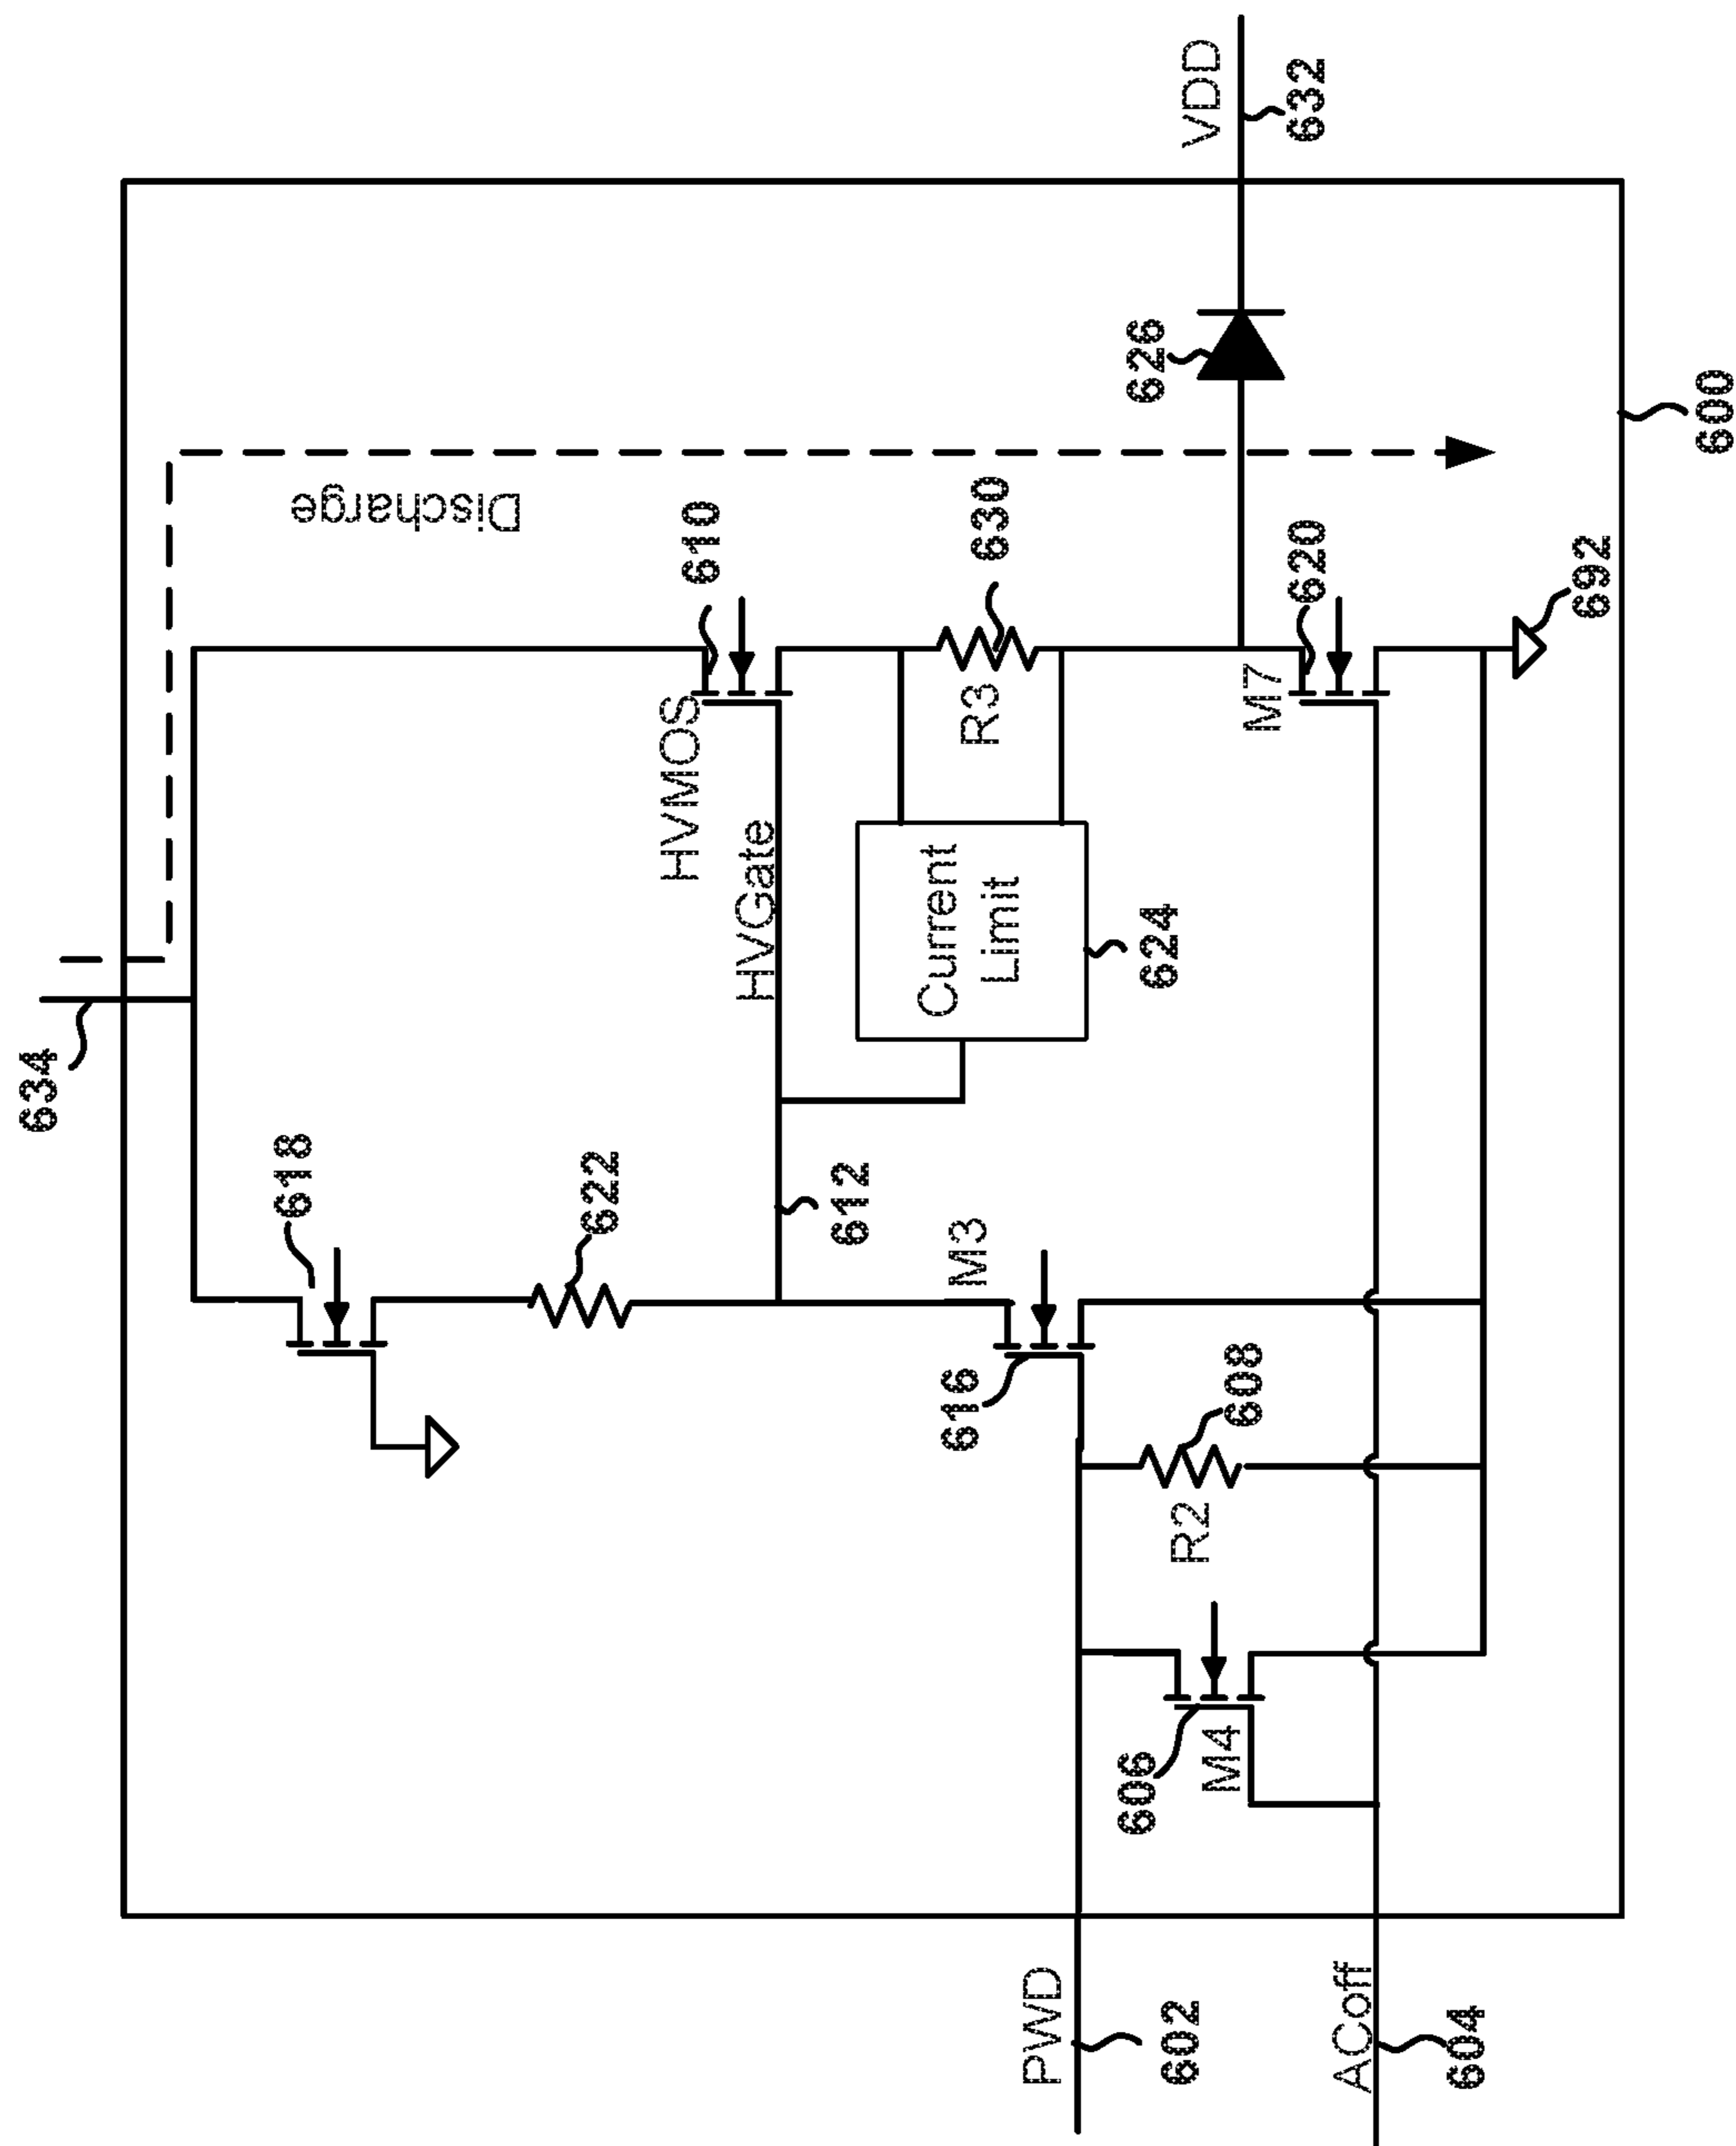 634
618
622
612
HVMOS
HVGate
610
Discharge
R3
630
Current
Limit
624
626
VDD
632
M3
616
R2
608
M7
620
692
600
606
M4
PWD
602
ACoff
604